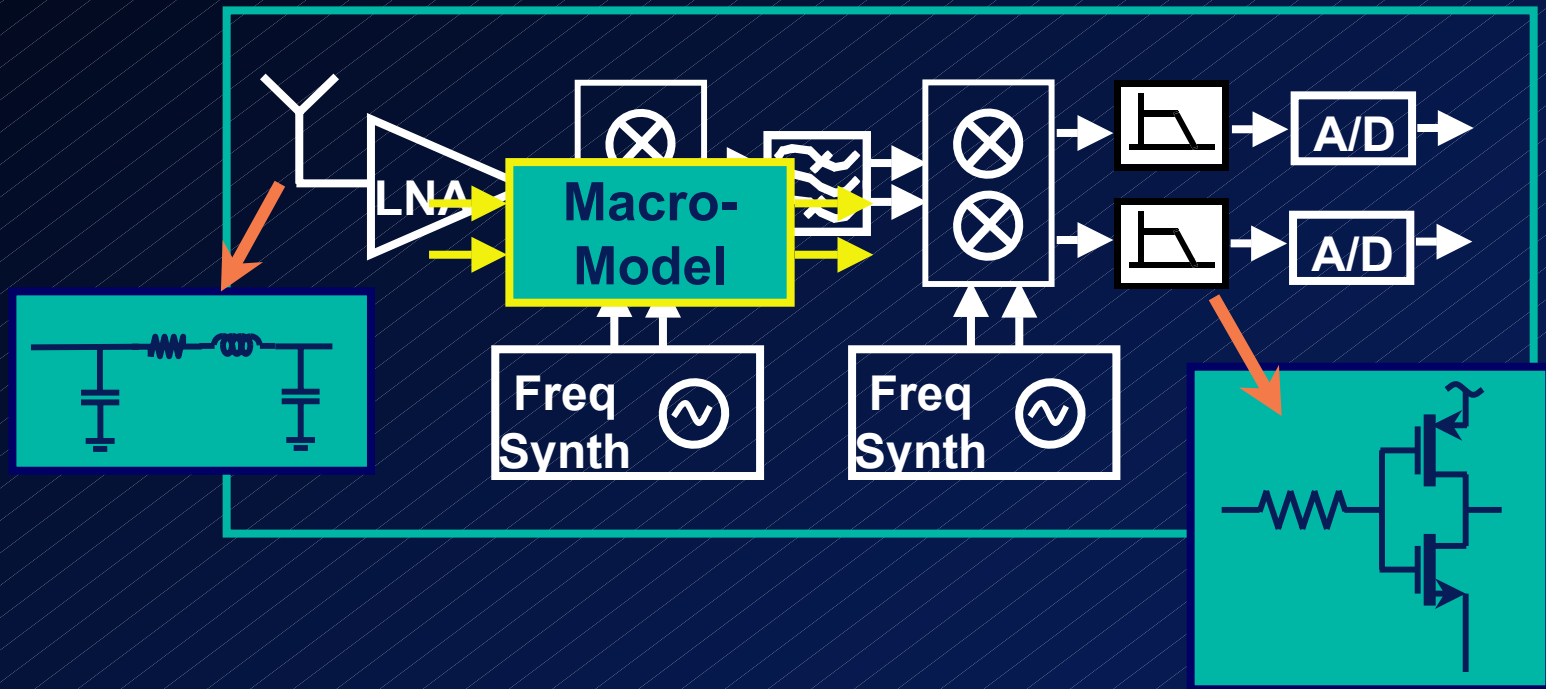 LNA
Macro-
Model
A/D
A/D
Freq
Synth
Freq
Synth